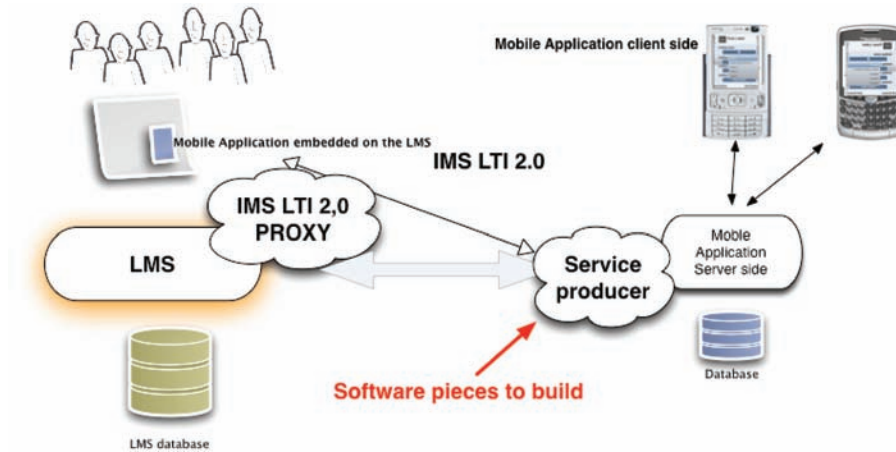 Mobile Application client side
Mobile Application embedded on the LMS
IMS LTI 2.0
IMS LTI 2,0
PROXY
LMS
Service
producer
Moble
Application
Server side
Software pieces to build
Database
LMS database